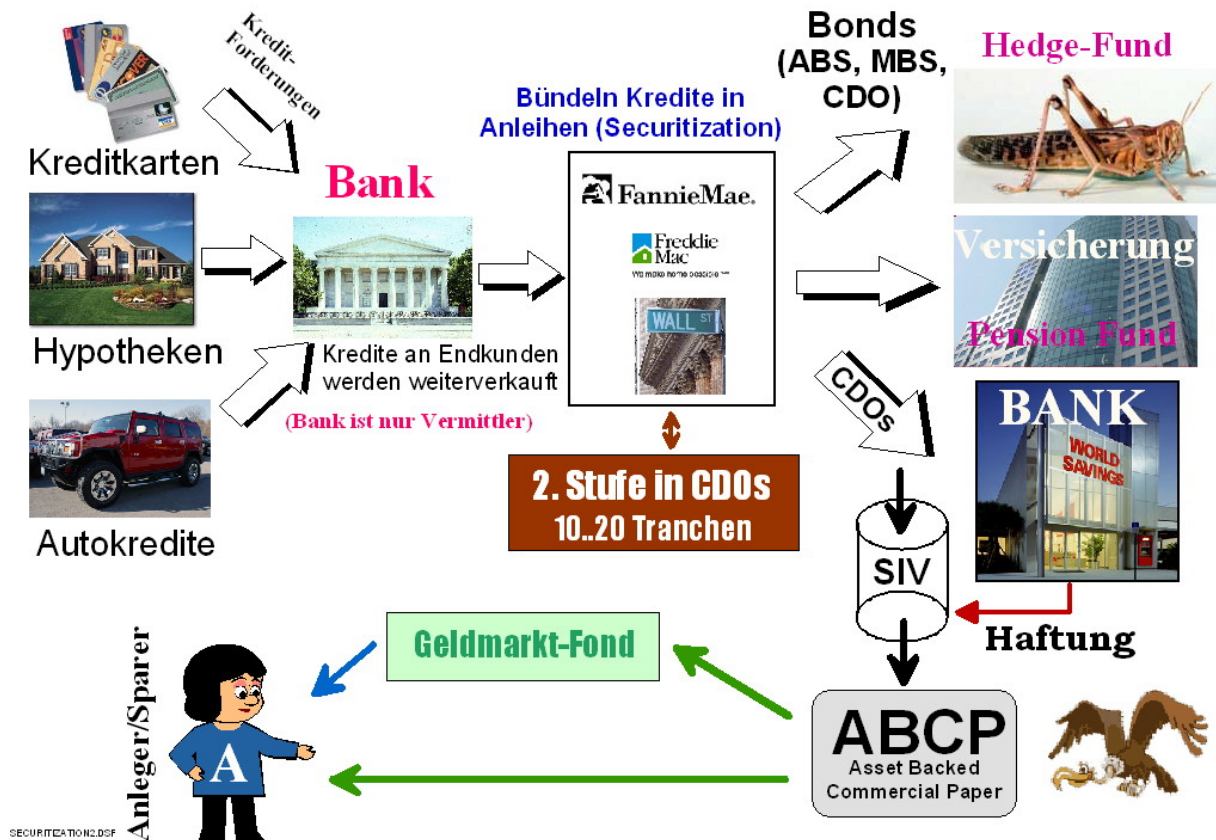 Kredit-
Forderungen
COVER
Kreditkarten
Hypotheken
Autokredite
Bank
Kredite an Endkunden
werden weiterverkauft
(Bank ist nur Vermittler)
Bündeln Kredite in
Anleihen (Securitization)
FannieMae.
Freddie
Mac
We make home possible
WALL ST
2. Stufe in CDOs
10..20 Tranchen
Bonds
(ABS, MBS,
CDO)
Hedge-Fund
Versicherung
Pension Fund
CDOs
BANK
WORLD
SAVINGS
SIV
Haftung
Geldmarkt-Fond
ABCP
Asset Backed
Commercial Paper
Anleger/Sparer
A
SECURITIZATION2.DSF